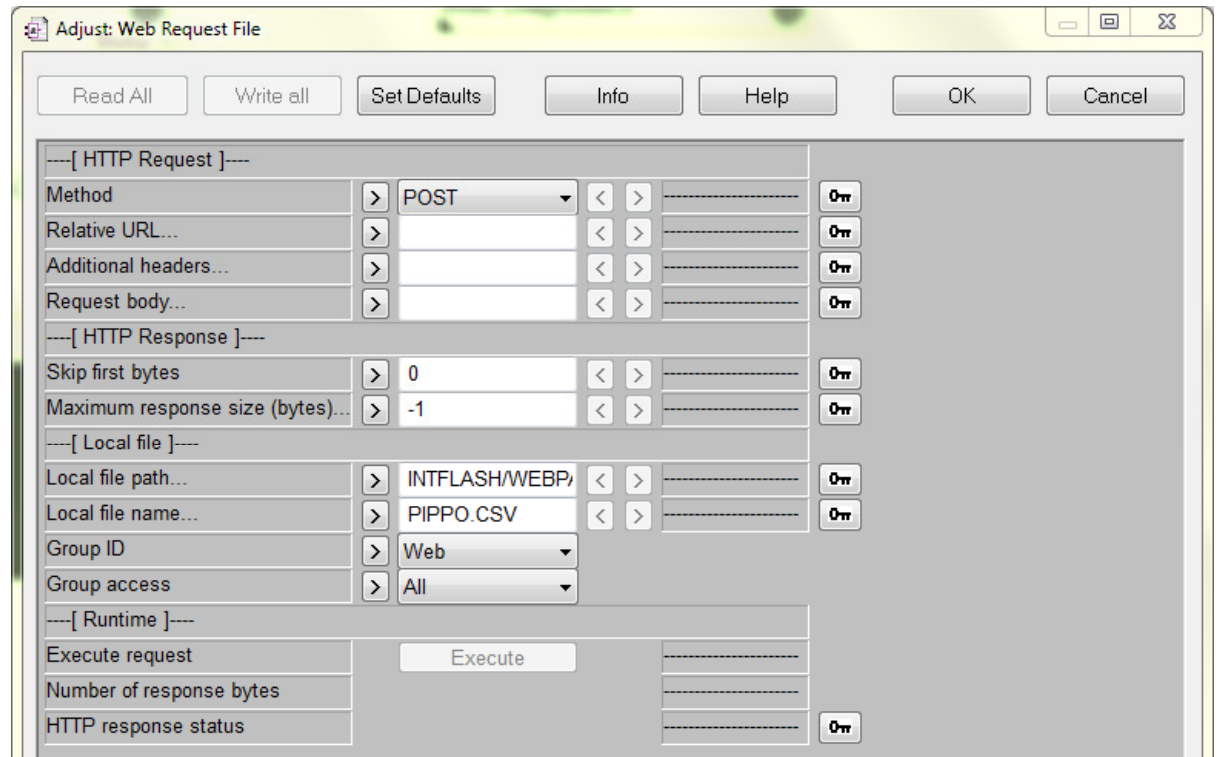 Adjust: Web Request File
Read All Write all Set Defaults Info Help OK Cancel
----[ HTTP Request ]----
Method > POST < > ----------------------
Relative URL... > < > ----------------------
Additional headers... > < > ----------------------
Request body... > < > ----------------------
----[ HTTP Response ]----
Skip first bytes > 0 < > ----------------------
Maximum response size (bytes)... > -1 < > ----------------------
----[ Local file ]----
Local file path... > INTFLASH/WEBPA < > ----------------------
Local file name... > PIPPO.CSV < > ----------------------
Group ID > Web
Group access > All
----[ Runtime ]----
Execute request Execute ----------------------
Number of response bytes ----------------------
HTTP response status ----------------------